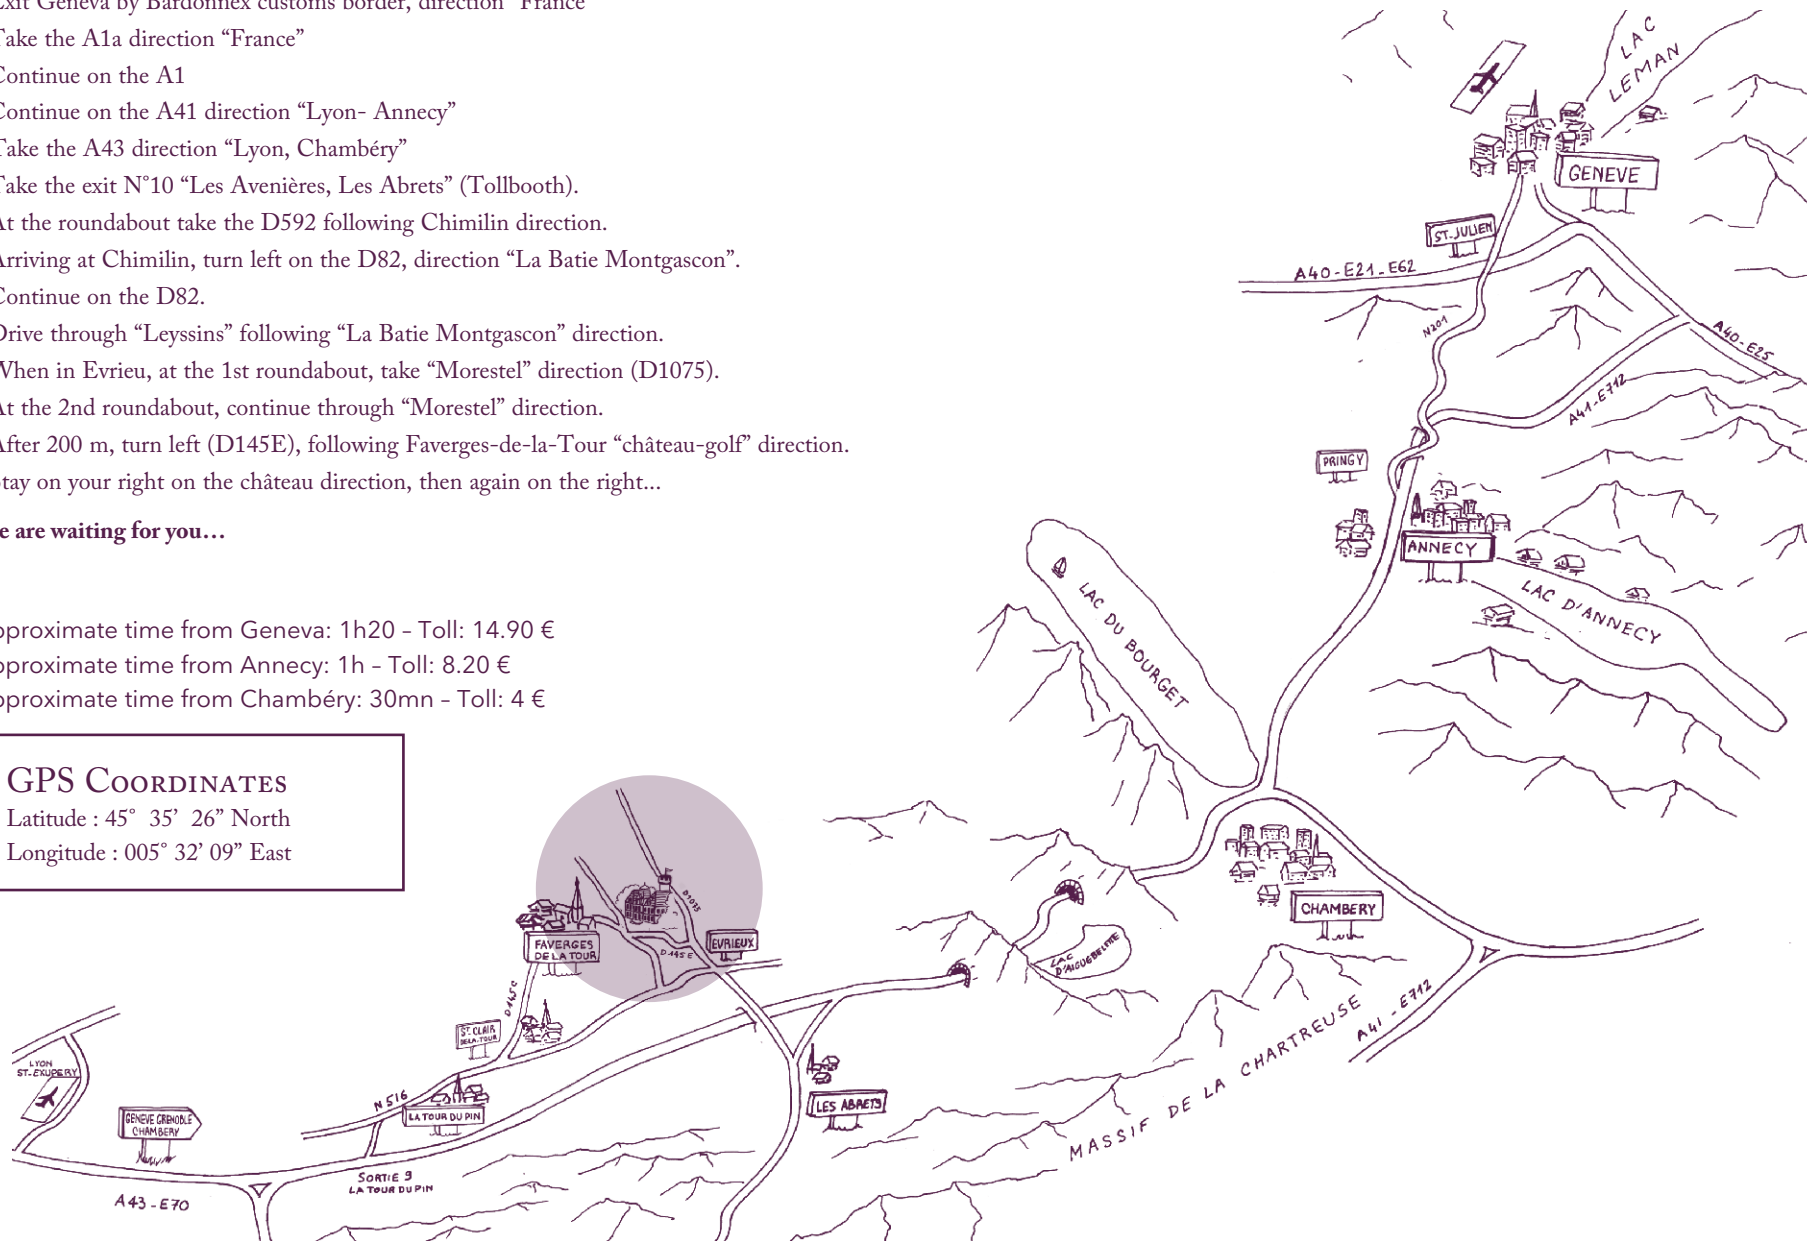 Exit Geneva by Bardonnex customs border, direction "France"
Take the A1a direction “France”
Continue on the A1
Continue on the A41 direction “Lyon- Annecy”
Take the A43 direction “Lyon, Chambéry”
Take the exit N°10 “Les Avenières, Les Abrets” (Tollbooth).
At the roundabout take the D592 following Chimilin direction.
Arriving at Chimilin, turn left on the D82, direction “La Batie Montgascon”.
Continue on the D82.
Drive through “Leyssins” following “La Batie Montgascon” direction.
When in Evrieu, at the 1st roundabout, take “Morestel” direction (D1075).
At the 2nd roundabout, continue through “Morestel” direction.
After 200 m, turn left (D145E), following Faverges-de-la-Tour “château-golf” direction.
Stay on your right on the château direction, then again on the right...
e are waiting for you…
pproximate time from Geneva: 1h20 – Toll: 14.90 €
pproximate time from Annecy: 1h – Toll: 8.20 €
pproximate time from Chambéry: 30mn – Toll: 4 €
GPS Coordinates
Latitude : 45° 35’ 26” North
Longitude : 005° 32’ 09” East
LAC
LEMAN
GENEVE
ST. JULIEN
A40-E21-E62
N201
A40-E25
A41-E712
PRINGY
ANNECY
LAC D'ANNECY
LAC DU BOURGET
CHAMBERY
D1075
FAVERGES
DE LA TOUR
D145E
EVRIEUX
LAC
D'AIGUEBELETTE
D145C
ST. CLAIR
DE LA TOUR
A41-E712
MASSIF DE LA CHARTREUSE
LYON
ST-EXUPERY
N516
LA TOUR DU PIN
LES ABRETS
GENEVE GRENOBLE
CHAMBERY
SORTIE 9
LA TOUR DU PIN
A43-E70